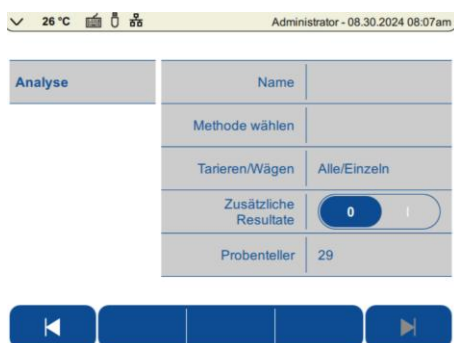 26 °C
Administrator - 08.30.2024 08:07am
Analyse
Name
Methode wählen
Tarieren/Wägen Alle/Einzeln
Zusätzliche
Resultate
0 I
Probenteller 29